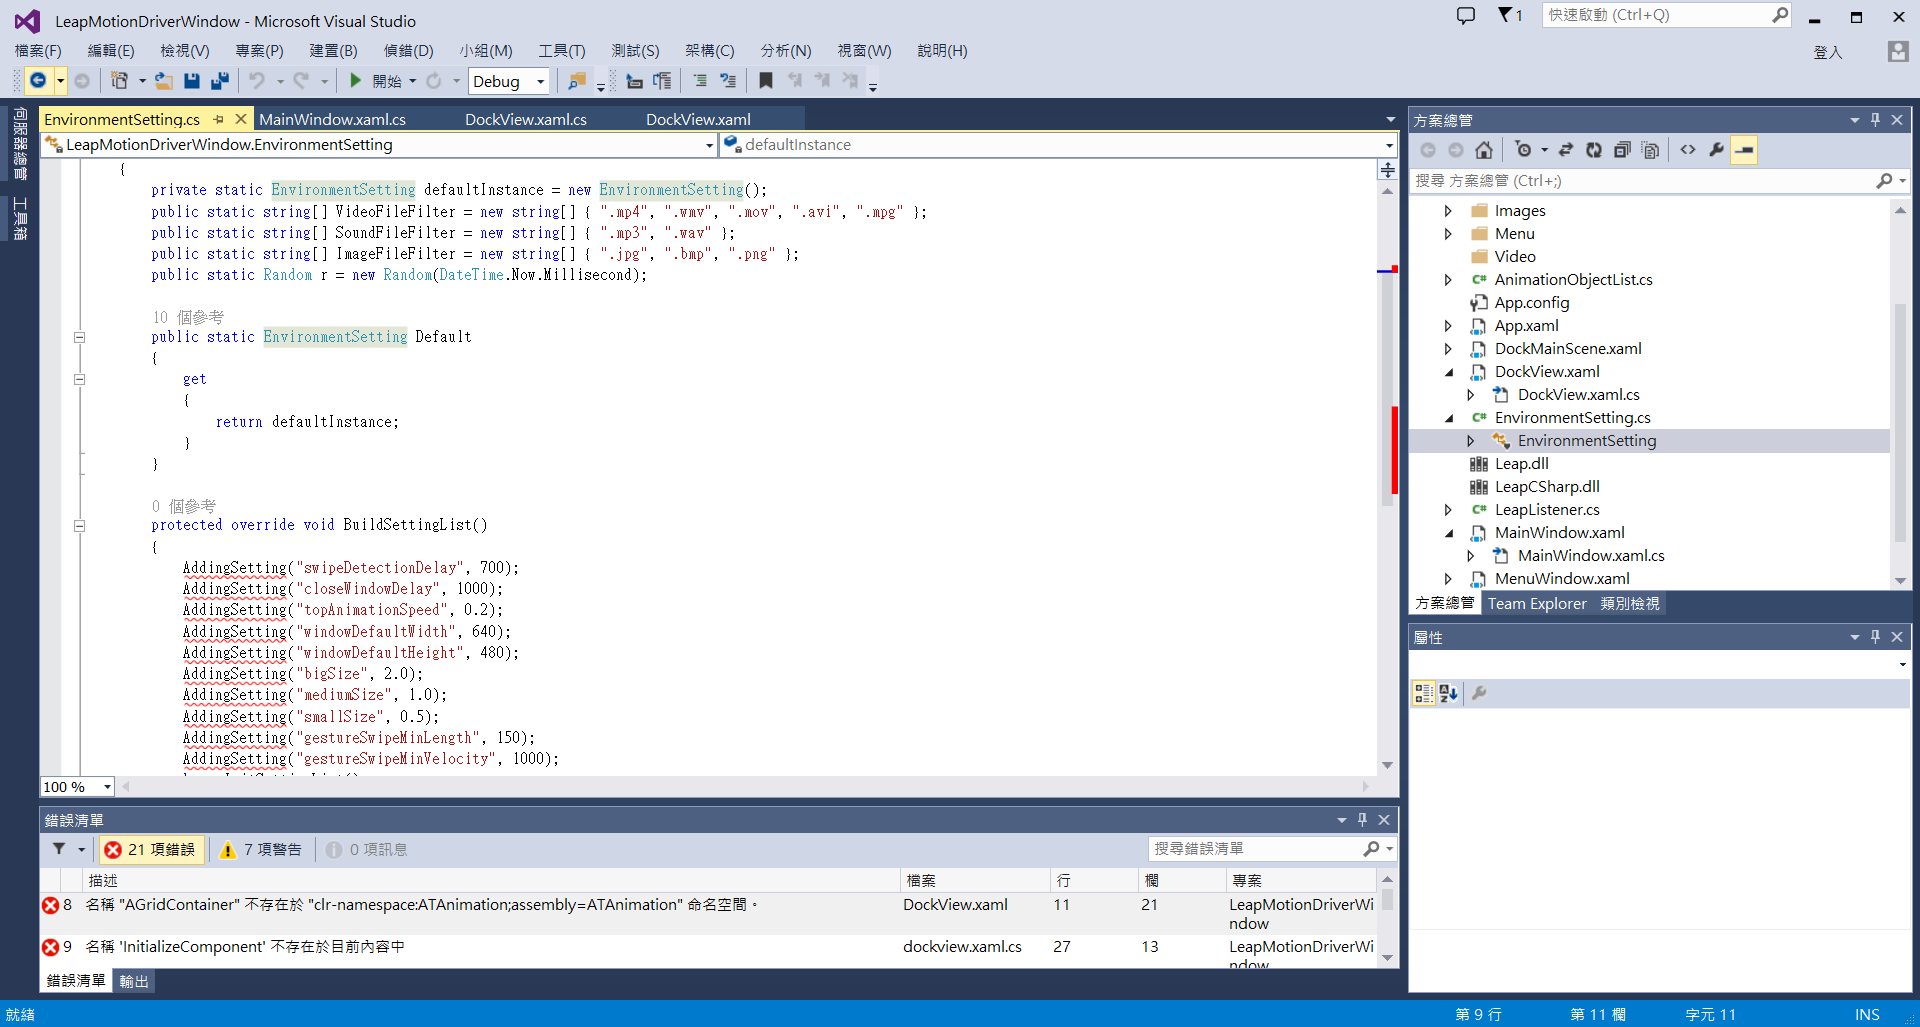 LeapMotionDriverWindow - Microsoft Visual Studio
1
快速啟動 (Ctrl+Q)
檔案(F) 編輯(E) 檢視(V) 專案(P) 建置(B) 偵錯(D) 小組(M) 工具(T) 測試(S) 架構(C) 分析(N) 視窗(W) 說明(H)
登入
開始 Debug
伺服器總管
工具箱
EnvironmentSetting.cs MainWindow.xaml.cs DockView.xaml.cs DockView.xaml
LeapMotionDriverWindow.EnvironmentSetting defaultInstance
{
private static EnvironmentSetting defaultInstance = new EnvironmentSetting();
public static string[] VideoFileFilter = new string[] { ".mp4", ".wmv", ".mov", ".avi", ".mpg" };
public static string[] SoundFileFilter = new string[] { ".mp3", ".wav" };
public static string[] ImageFileFilter = new string[] { ".jpg", ".bmp", ".png" };
public static Random r = new Random(DateTime.Now.Millisecond);
10 個參考
public static EnvironmentSetting Default
{
get
{
return defaultInstance;
}
}
0 個參考
protected override void BuildSettingList()
{
AddingSetting("swipeDetectionDelay", 700);
AddingSetting("closeWindowDelay", 1000);
AddingSetting("topAnimationSpeed", 0.2);
AddingSetting("windowDefaultWidth", 640);
AddingSetting("windowDefaultHeight", 480);
AddingSetting("bigSize", 2.0);
AddingSetting("mediumSize", 1.0);
AddingSetting("smallSize", 0.5);
AddingSetting("gestureSwipeMinLength", 150);
AddingSetting("gestureSwipeMinVelocity", 1000);
100 %
錯誤清單
21 項錯誤 7 項警告 0 項訊息
搜尋錯誤清單
描述 檔案 行 欄 專案
8 名稱 "AGridContainer" 不存在於 "clr-namespace:ATAnimation;assembly=ATAnimation" 命名空間。 DockView.xaml 11 21 LeapMotionDriverWi
ndow
9 名稱 'InitializeComponent' 不存在於目前內容中 dockview.xaml.cs 27 13 LeapMotionDriverWi
ndow
錯誤清單 輸出
方案總管
搜尋 方案總管 (Ctrl+;)
Images
Menu
Video
C# AnimationObjectList.cs
App.config
App.xaml
DockMainScene.xaml
DockView.xaml
DockView.xaml.cs
C# EnvironmentSetting.cs
EnvironmentSetting
Leap.dll
LeapCSharp.dll
C# LeapListener.cs
MainWindow.xaml
MainWindow.xaml.cs
MenuWindow.xaml
方案總管 Team Explorer 類別檢視
屬性
就緒 第 9 行 第 11 欄 字元 11 INS